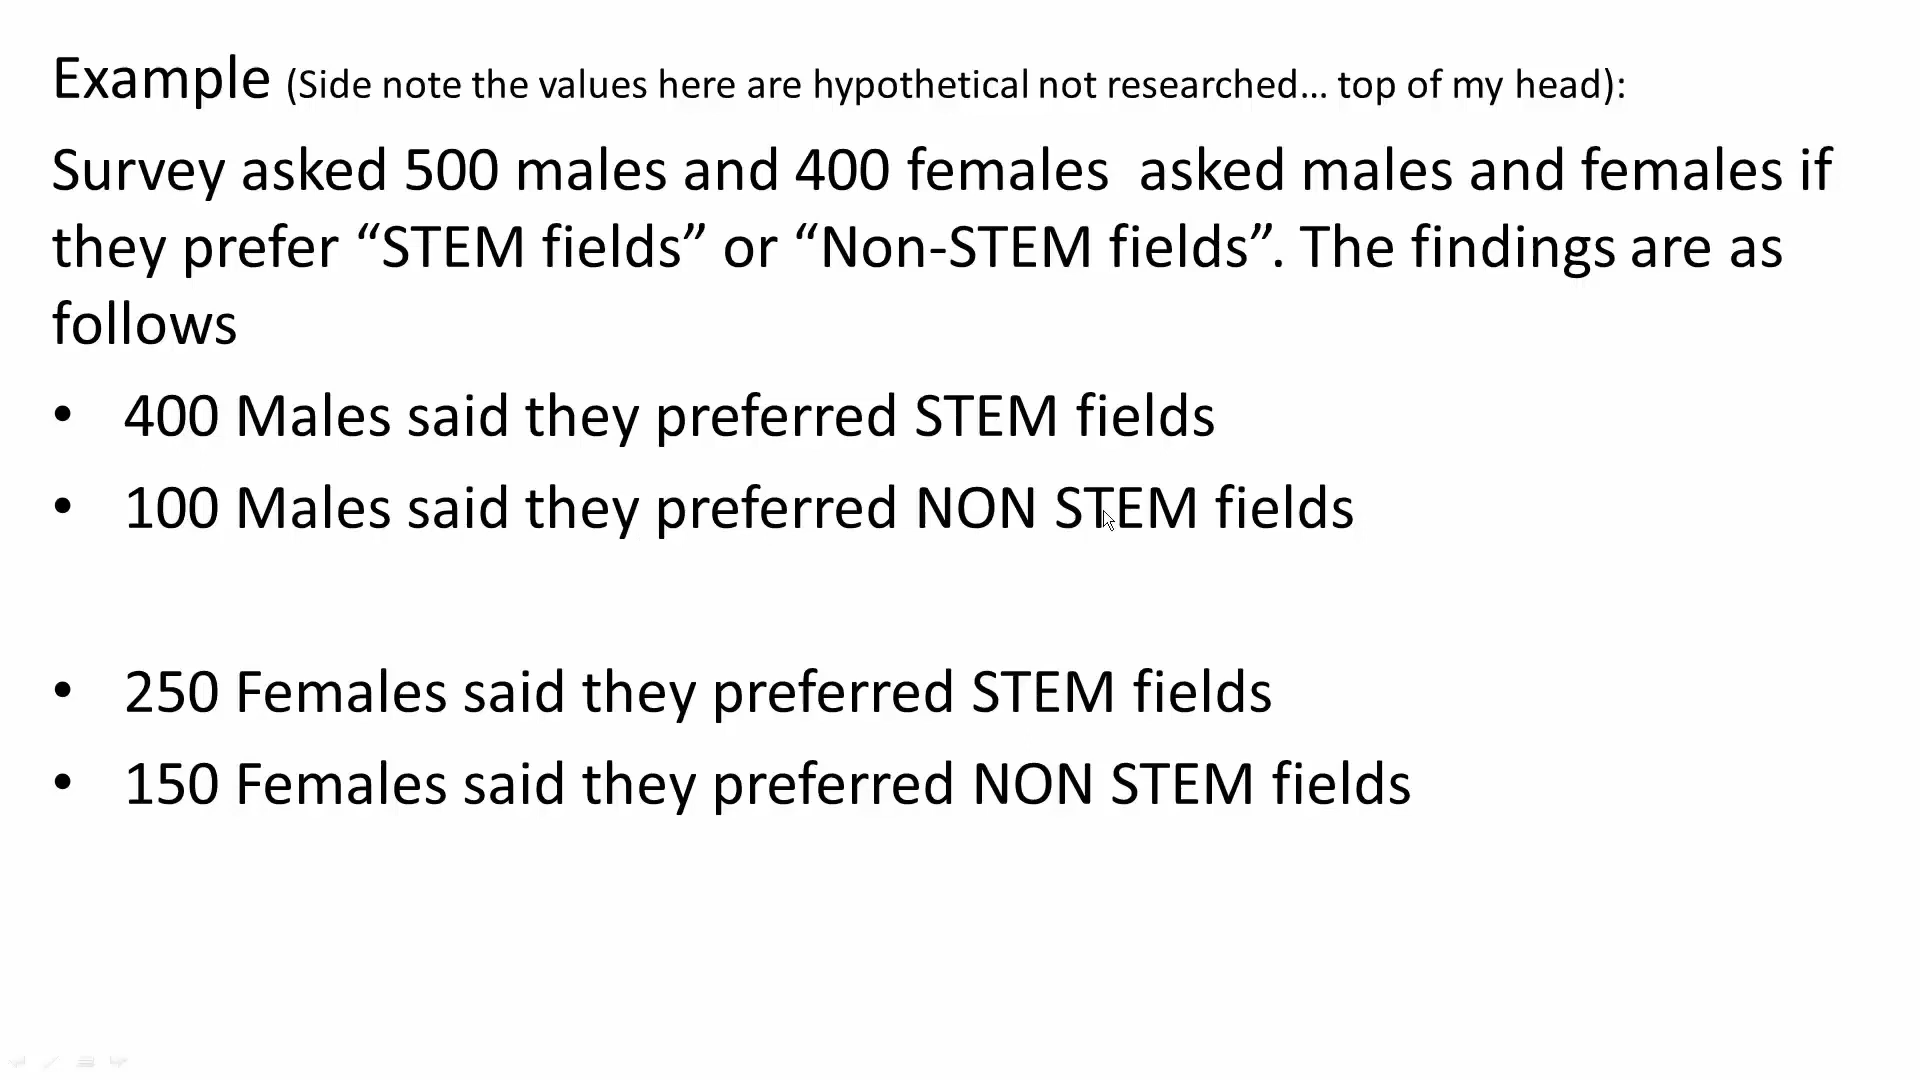 Example (Side note the values here are hypothetical not researched… top of my head):
Survey asked 500 males and 400 females  asked males and females if
they prefer “STEM fields” or “Non-STEM fields”. The findings are as
follows
• 400 Males said they preferred STEM fields
• 100 Males said they preferred NON STEM fields
• 250 Females said they preferred STEM fields
• 150 Females said they preferred NON STEM fields